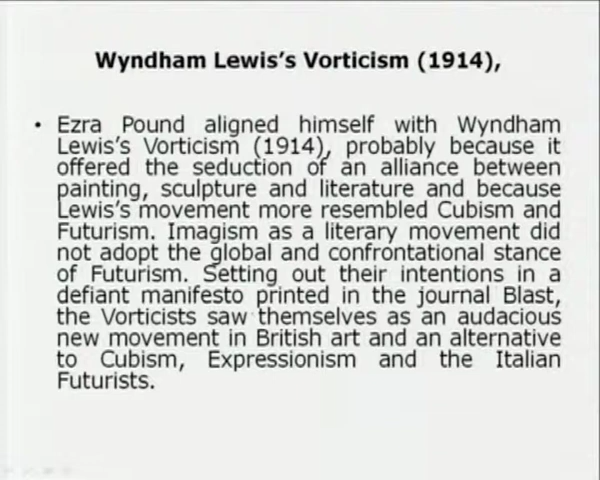 Wyndham Lewis's Vorticism (1914),
• Ezra Pound aligned himself with Wyndham
Lewis's Vorticism (1914), probably because it
offered the seduction of an alliance between
painting, sculpture and literature and because
Lewis's movement more resembled Cubism and
Futurism. Imagism as a literary movement did
not adopt the global and confrontational stance
of Futurism. Setting out their intentions in a
defiant manifesto printed in the journal Blast,
the Vorticists saw themselves as an audacious
new movement in British art and an alternative
to Cubism, Expressionism and the Italian
Futurists.